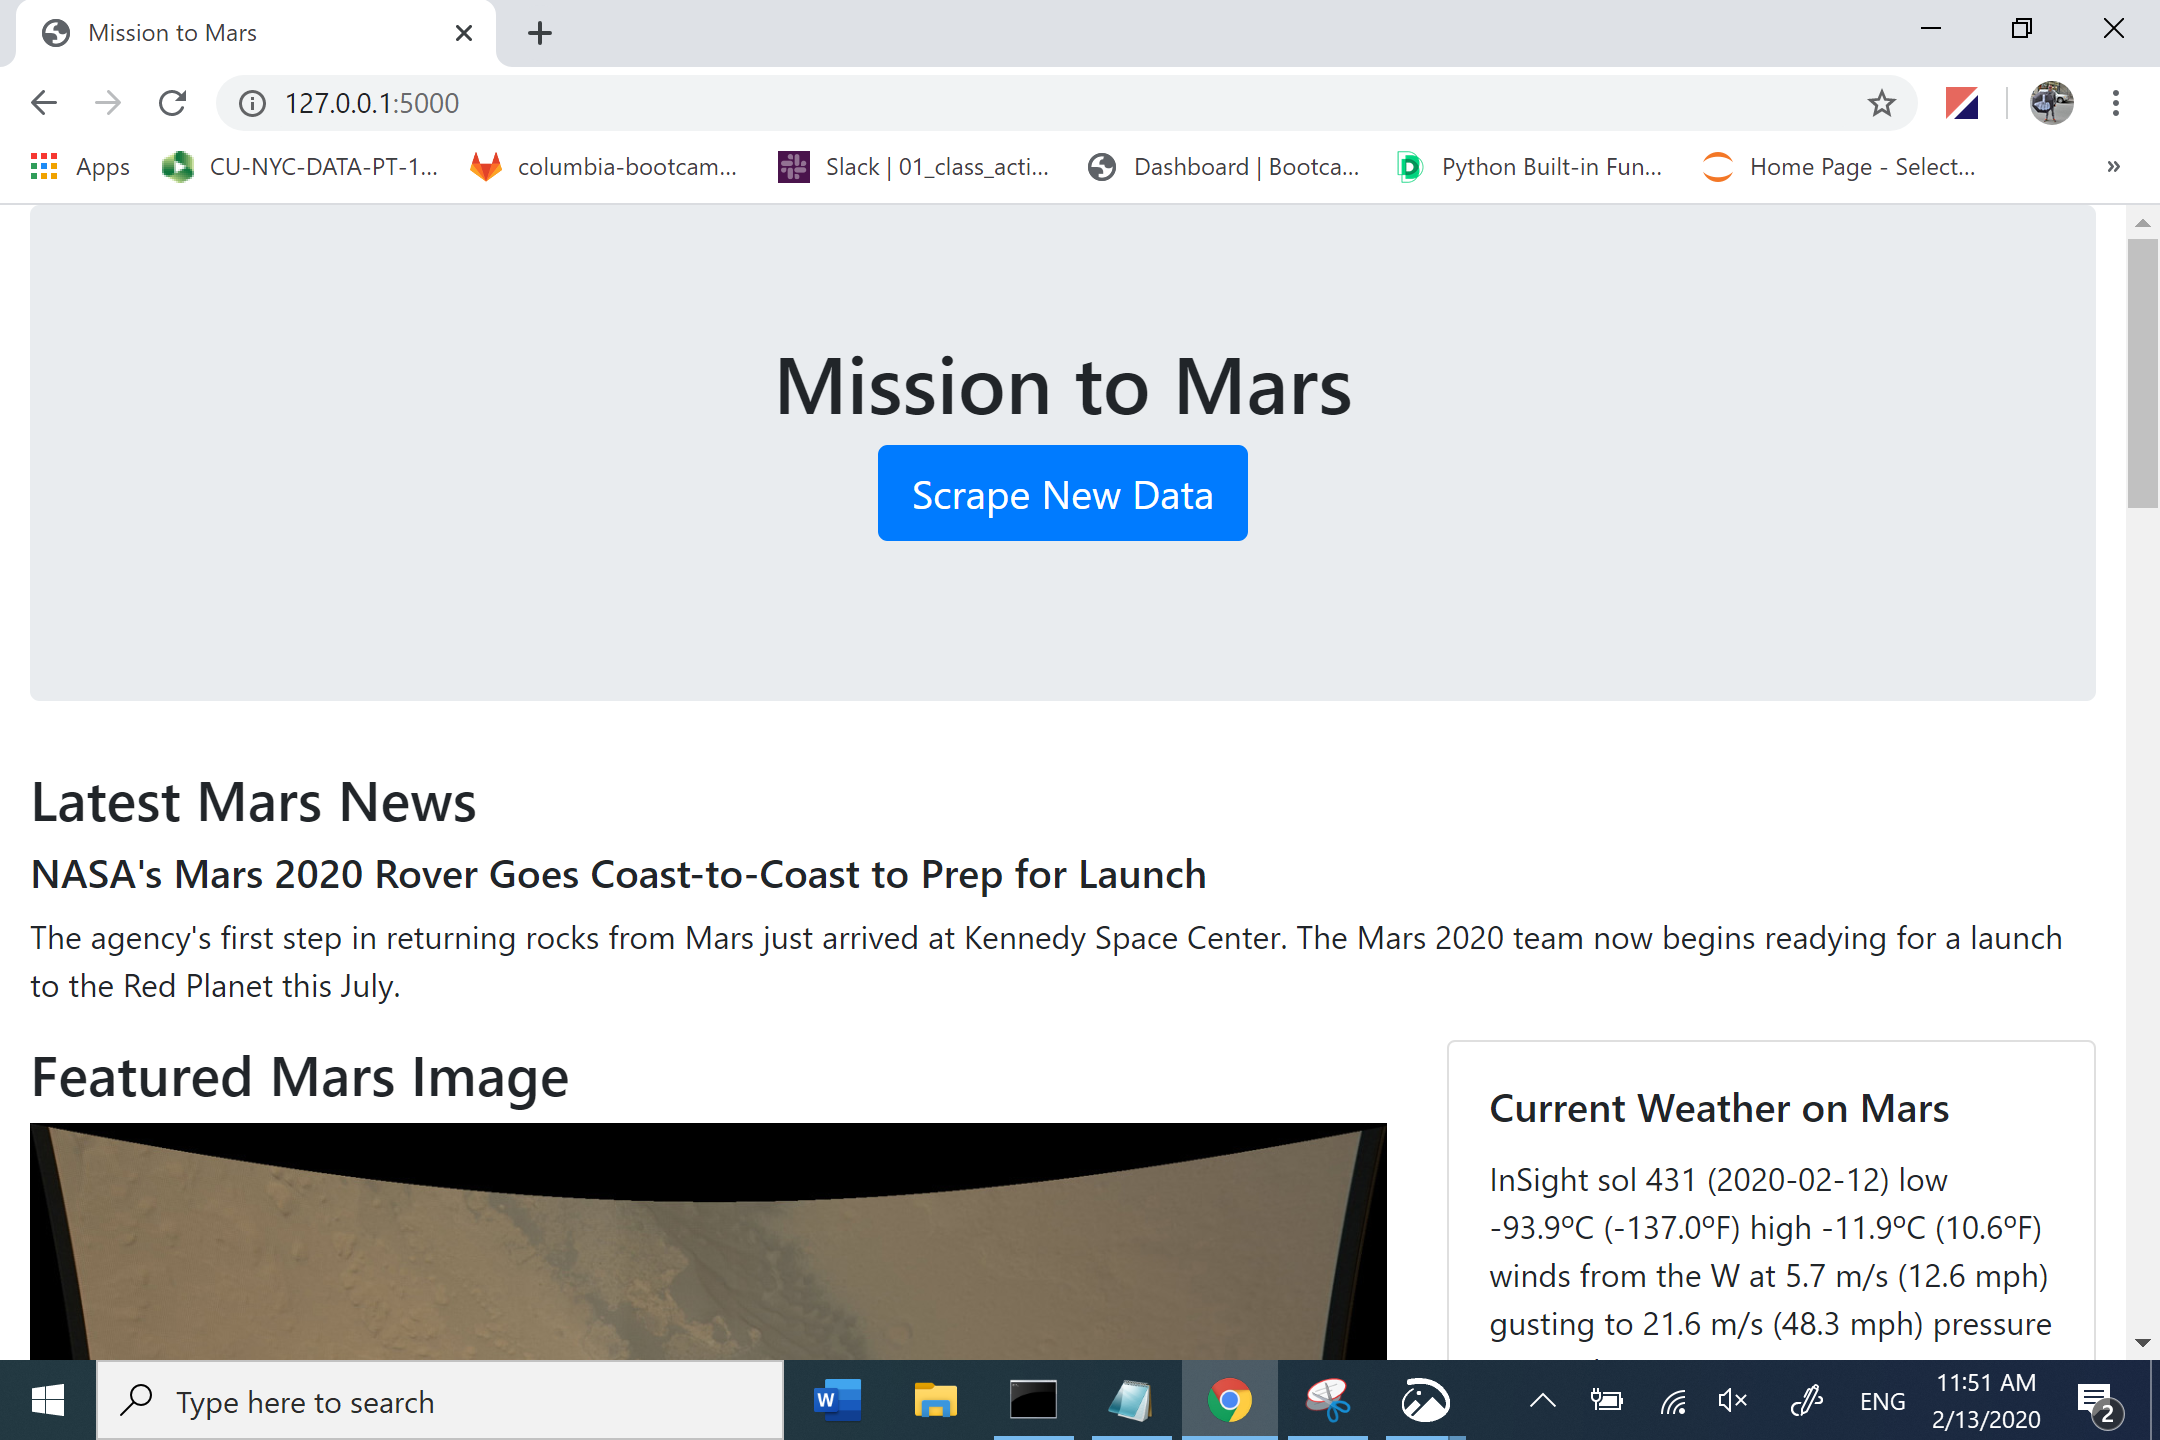 Mission to Mars
127.0.0.1:5000
Apps
CU-NYC-DATA-PT-1...
columbia-bootcam...
Slack | 01_class_acti...
Dashboard | Bootca...
Python Built-in Fun...
Home Page - Select...
»
Mission to Mars
Scrape New Data
Latest Mars News
NASA's Mars 2020 Rover Goes Coast-to-Coast to Prep for Launch
The agency's first step in returning rocks from Mars just arrived at Kennedy Space Center. The Mars 2020 team now begins readying for a launch
to the Red Planet this July.
Featured Mars Image
Current Weather on Mars
InSight sol 431 (2020-02-12) low
-93.9ºC (-137.0ºF) high -11.9ºC (10.6ºF)
winds from the W at 5.7 m/s (12.6 mph)
gusting to 21.6 m/s (48.3 mph) pressure
Type here to search
W
ENG
11:51 AM
2/13/2020
2